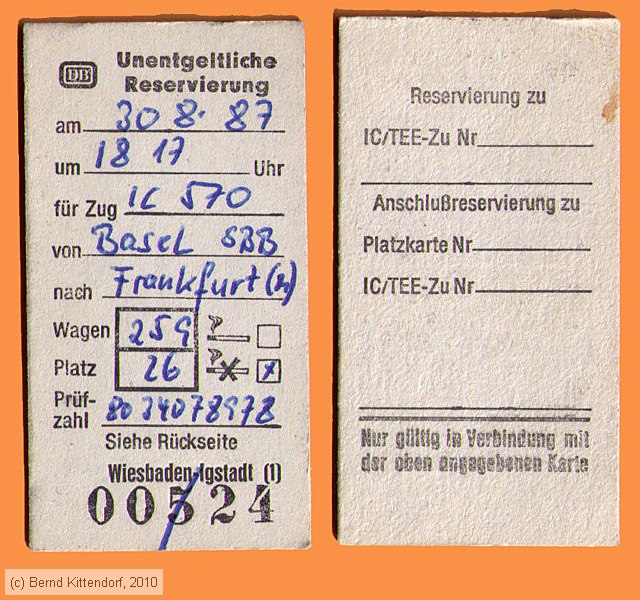 DB
Unentgeltliche
Reservierung
am 30 8. 87
um 18 17 Uhr
für Zug IC 570
von Basel SBB
nach Frankfurt (M)
Wagen 259
Platz 26
Prüf-
zahl 8034078978
Siehe Rückseite
Wiesbaden-Igstadt (1)
00524
Reservierung zu
IC/TEE-Zu Nr
Anschlußreservierung zu
Platzkarte Nr
IC/TEE-Zu Nr
Nur gültig in Verbindung mit
der oben angegebenen Karte
(c) Bernd Kittendorf, 2010